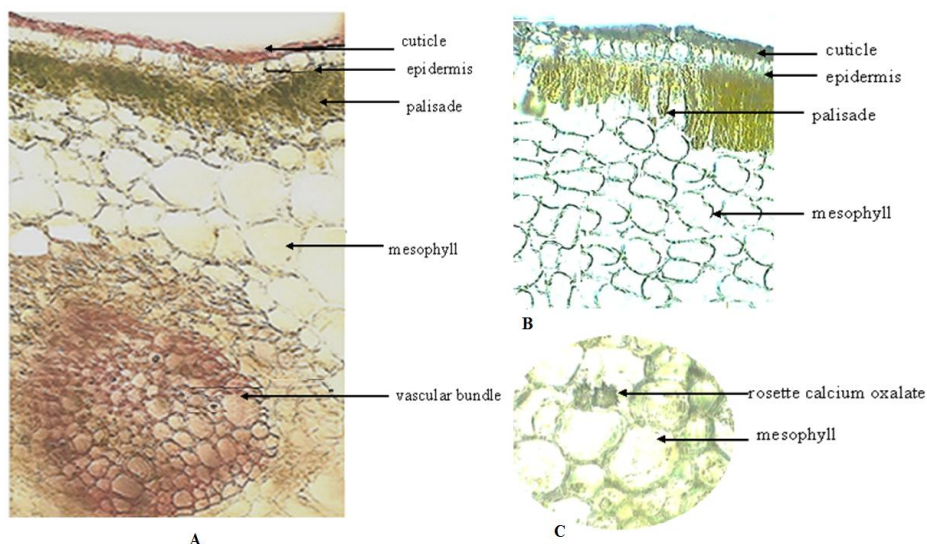 cuticle
epidermis
palisade
mesophyll
vascular bundle
A
cuticle
epidermis
palisade
mesophyll
B
rosette calcium oxalate
mesophyll
C